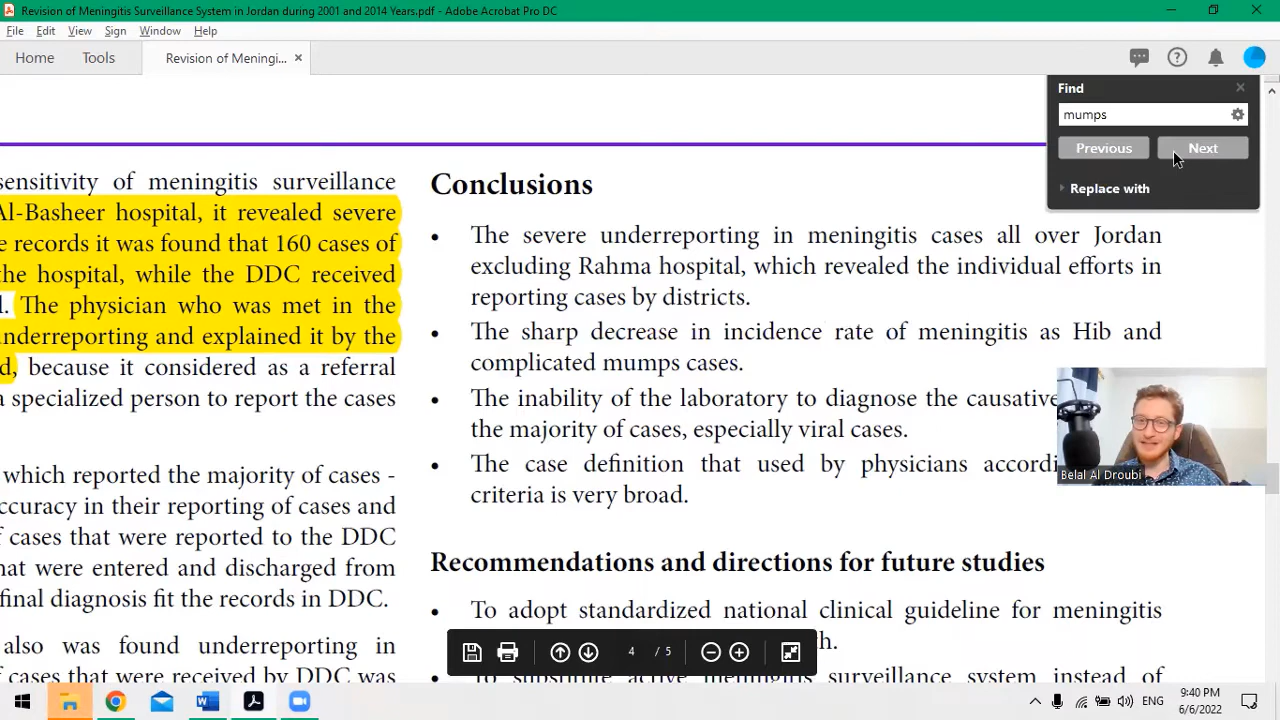 Revision of Meningitis Surveillance System in Jordan during 2001 and 2014 Years.pdf - Adobe Acrobat Pro DC
File Edit View Sign Window Help
Home Tools Revision of Meningi... ×
Find
mumps
Previous Next
Replace with
sensitivity of meningitis surveillance
Al-Basheer hospital, it revealed severe
e records it was found that 160 cases of
the hospital, while the DDC received
l. The physician who was met in the
underreporting and explained it by the
d, because it considered as a referral
a specialized person to report the cases
which reported the majority of cases -
ccuracy in their reporting of cases and
f cases that were reported to the DDC
hat were entered and discharged from
final diagnosis fit the records in DDC.
also was found underreporting in
f cases that were received by DDC was
Conclusions
• The severe underreporting in meningitis cases all over Jordan
excluding Rahma hospital, which revealed the individual efforts in
reporting cases by districts.
• The sharp decrease in incidence rate of meningitis as Hib and
complicated mumps cases.
• The inability of the laboratory to diagnose the causative
the majority of cases, especially viral cases.
• The case definition that used by physicians accordi
criteria is very broad.
Recommendations and directions for future studies
• To adopt standardized national clinical guideline for meningitis
th.
• To substitute active meningitis surveillance system instead of
Belal Al Droubi
4 / 5
ENG
9:40 PM
6/6/2022